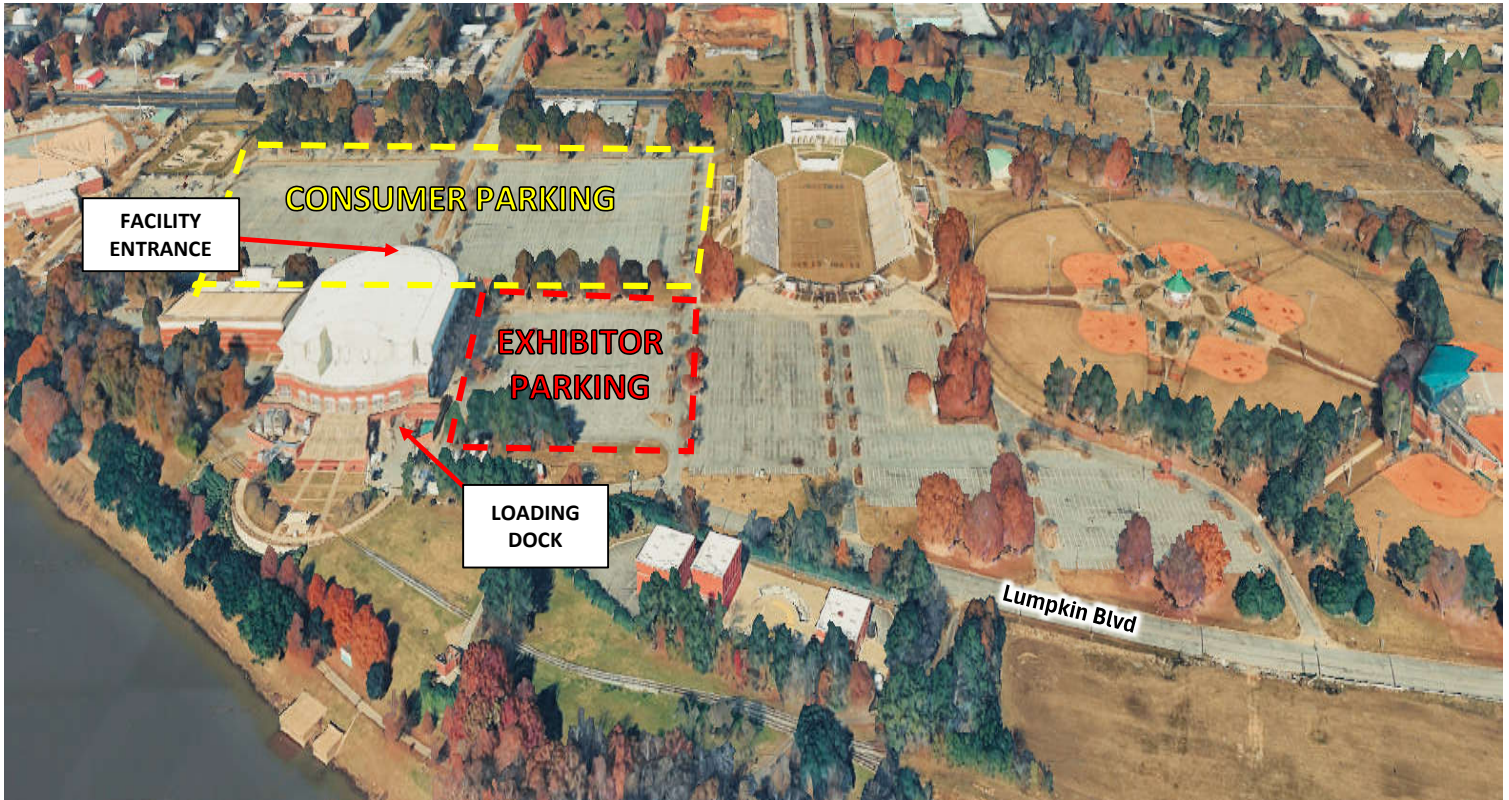 CONSUMER PARKING
FACILITY
ENTRANCE
EXHIBITOR
PARKING
LOADING
DOCK
Lumpkin Blvd